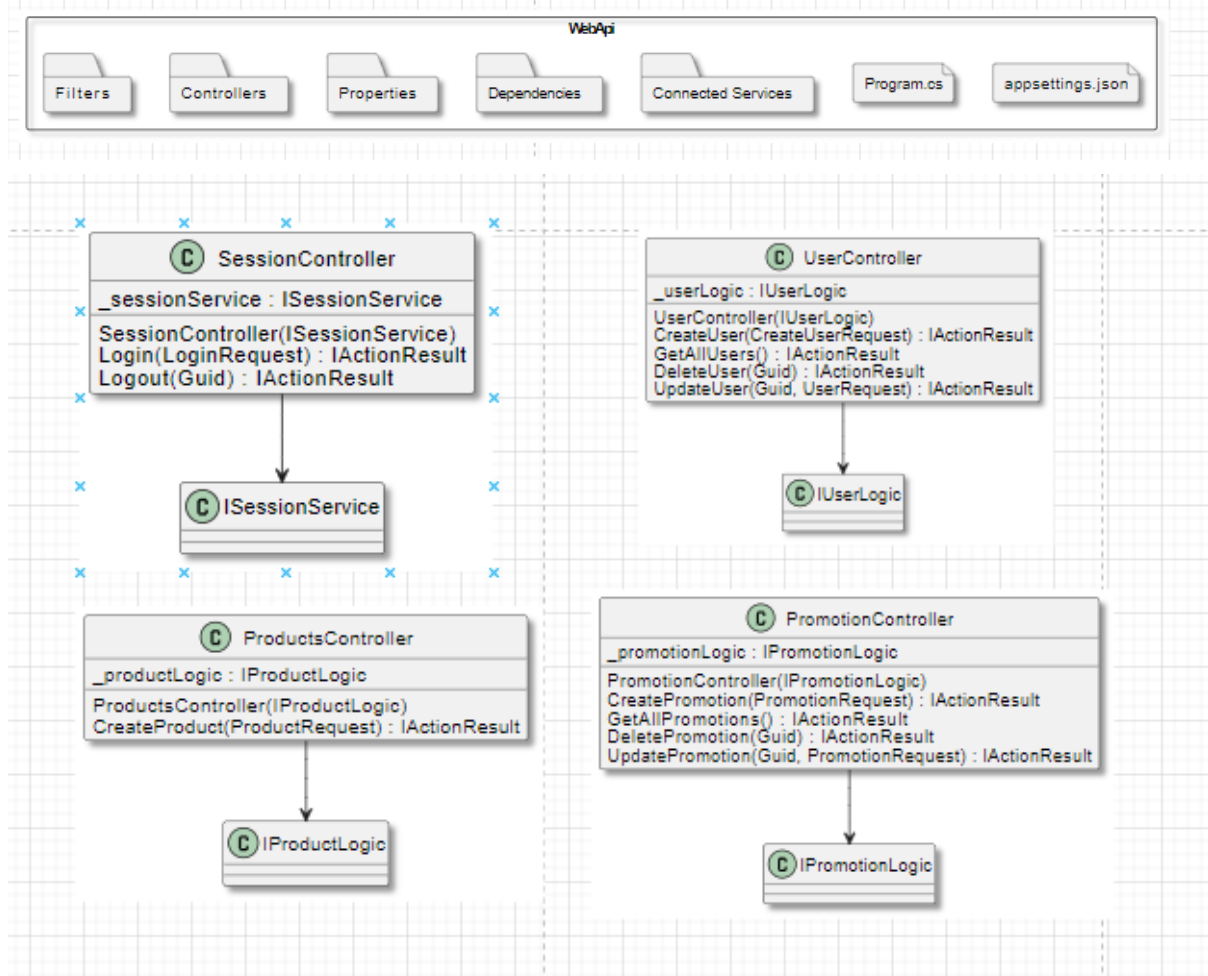 WebApi
Filters
Controllers
Properties
Dependencies
Connected Services
Program.cs
appsettings.json
C SessionController
_sessionService : ISessionService
SessionController(ISessionService)
Login(LoginRequest) : IActionResult
Logout(Guid) : IActionResult
C ISessionService
C UserController
_userLogic : IUserLogic
UserController(IUserLogic)
CreateUser(CreateUserRequest) : IActionResult
GetAllUsers() : IActionResult
DeleteUser(Guid) : IActionResult
UpdateUser(Guid, UserRequest) : IActionResult
C IUserLogic
C ProductsController
_productLogic : IProductLogic
ProductsController(IProductLogic)
CreateProduct(ProductRequest) : IActionResult
C IProductLogic
C PromotionController
_promotionLogic : IPromotionLogic
PromotionController(IPromotionLogic)
CreatePromotion(PromotionRequest) : IActionResult
GetAllPromotions() : IActionResult
DeletePromotion(Guid) : IActionResult
UpdatePromotion(Guid, PromotionRequest) : IActionResult
C IPromotionLogic